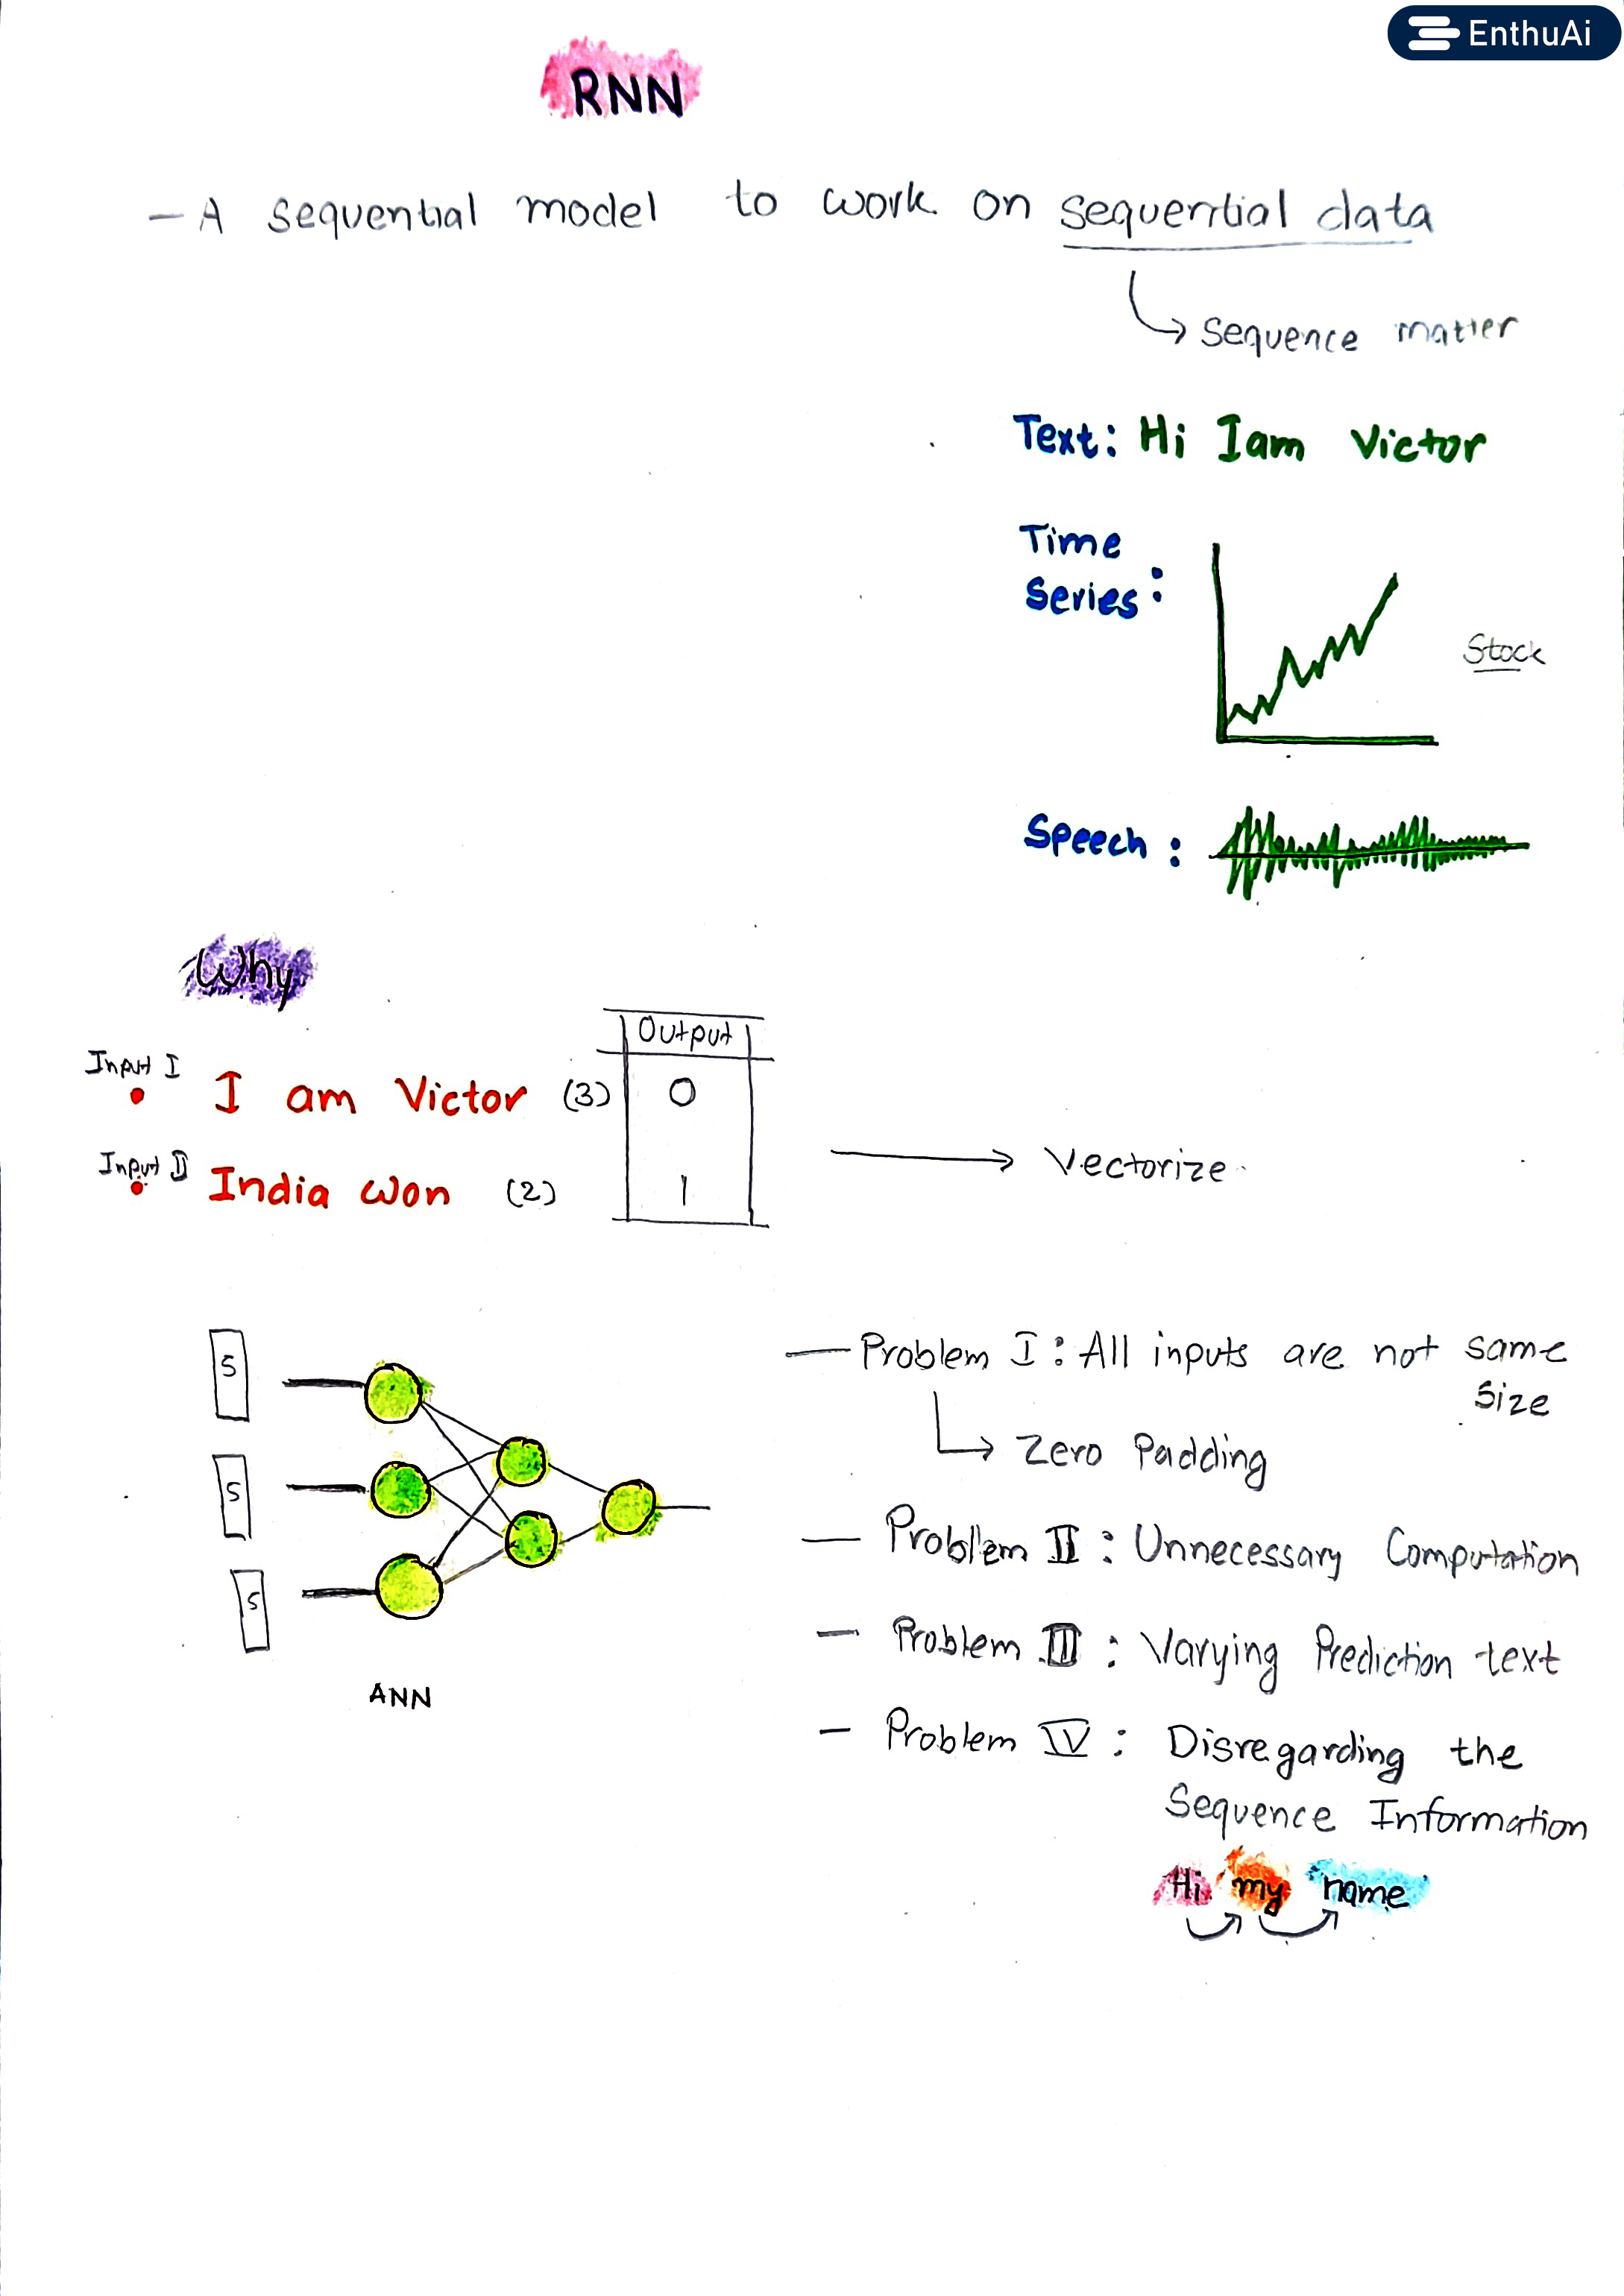 EnthuAi
RNN
– A sequential model to work on sequential data
→ Sequence matter
Text: Hi Iam Victor
Time
Series:
Stock
Speech :
Why
Output
Input I
I am Victor (3) 0
Input II
India Won (2) 1
→ Vectorize
5
5
5
ANN
— Problem I : All inputs are not same
Size
→ Zero Padding
— Problem II : Unnecessary Computation
— Problem III : Varying Prediction text
– Problem IV : Disregarding the
Sequence Information
Hi my name